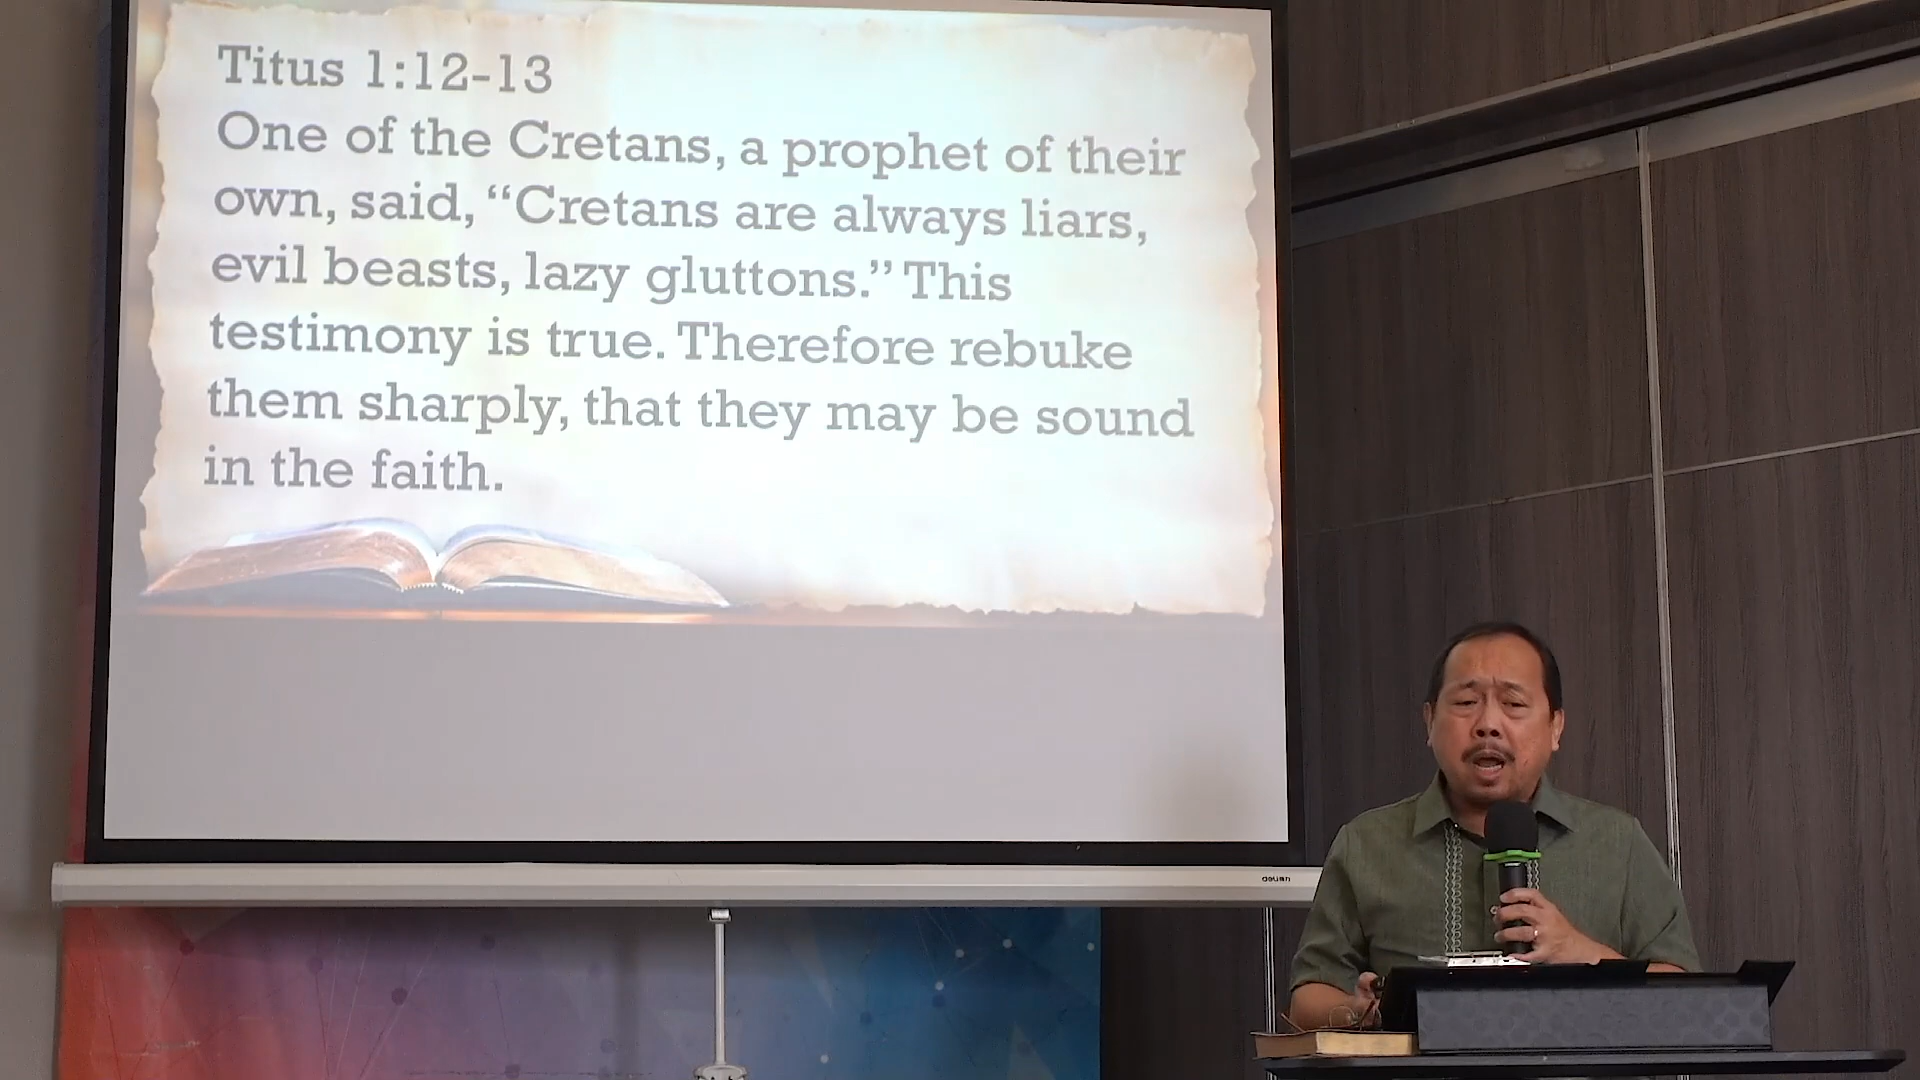 Titus 1:12-13
One of the Cretans, a prophet of their
own, said, “Cretans are always liars,
evil beasts, lazy gluttons.” This
testimony is true. Therefore rebuke
them sharply, that they may be sound
in the faith.